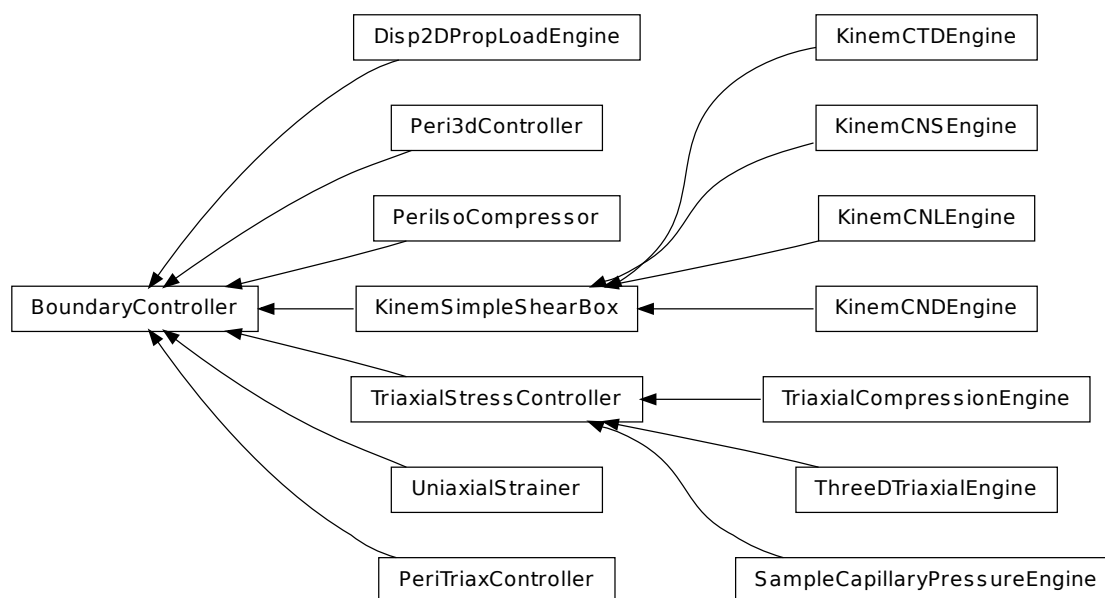 Disp2DPropLoadEngine
KinemCTDEngine
Peri3dController
KinemCNSEngine
PeriIsoCompressor
KinemCNLEngine
BoundaryController
KinemSimpleShearBox
KinemCNDEngine
TriaxialStressController
TriaxialCompressionEngine
UniaxialStrainer
ThreeDTriaxialEngine
PeriTriaxController
SampleCapillaryPressureEngine